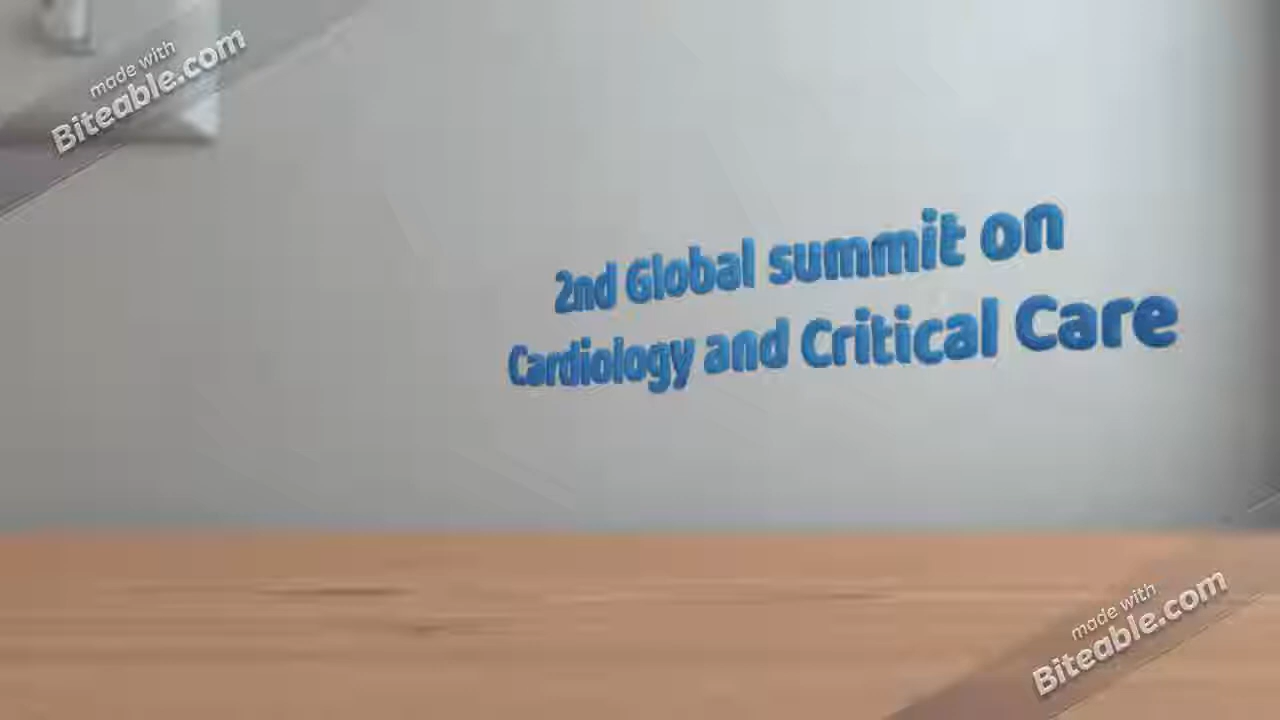 made with
Biteable.com
2nd Global summit on
Cardiology and Critical Care
made with
Biteable.com